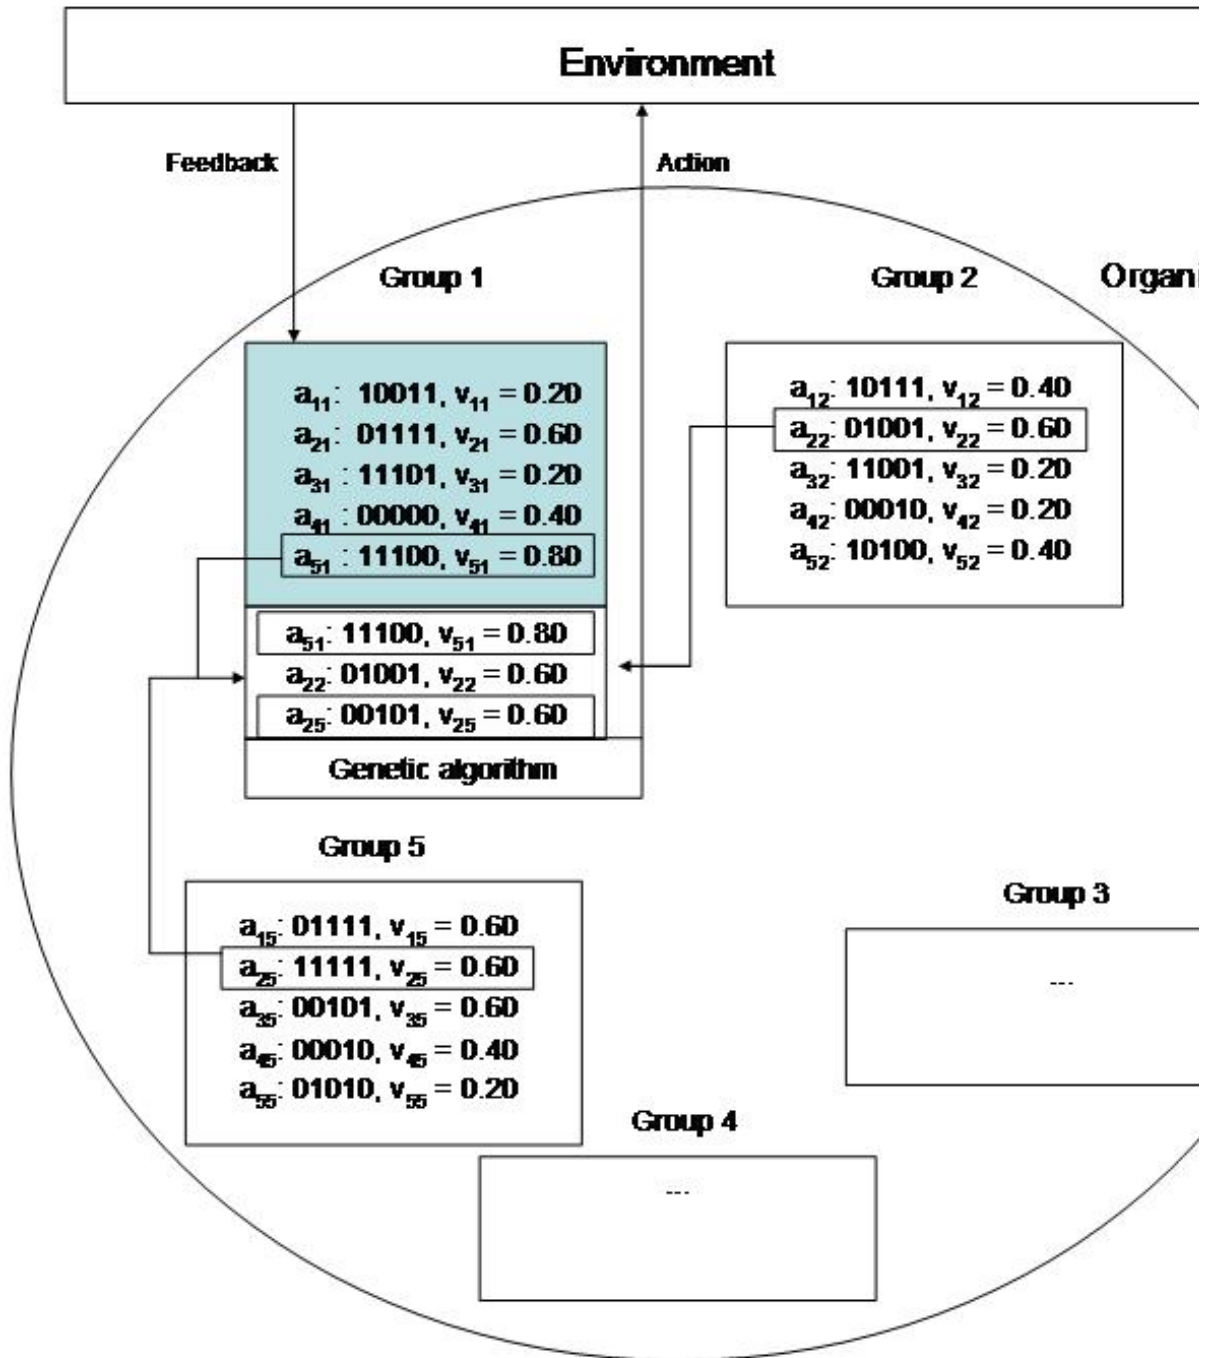 Environment
Feedback
Action
Group 1
Group 2
Organi
a11: 10011, v11 = 0.20
a21: 01111, v21 = 0.60
a31 : 11101, v31 = 0.20
a41 : 00000, v41 = 0.40
a51 : 11100, v51 = 0.80
a12: 10111, v12 = 0.40
a22: 01001, v22 = 0.60
a32: 11001, v32 = 0.20
a42: 00010, v42 = 0.20
a52: 10100, v52 = 0.40
a51: 11100, v51 = 0.80
a22: 01001, v22 = 0.60
a25: 00101, v25 = 0.60
Genetic algorithm
Group 5
a15: 01111, v15 = 0.60
a25: 11111, v25 = 0.60
a35: 00101, v35 = 0.60
a45: 00010, v45 = 0.40
a55: 01010, v55 = 0.20
Group 3
...
Group 4
...